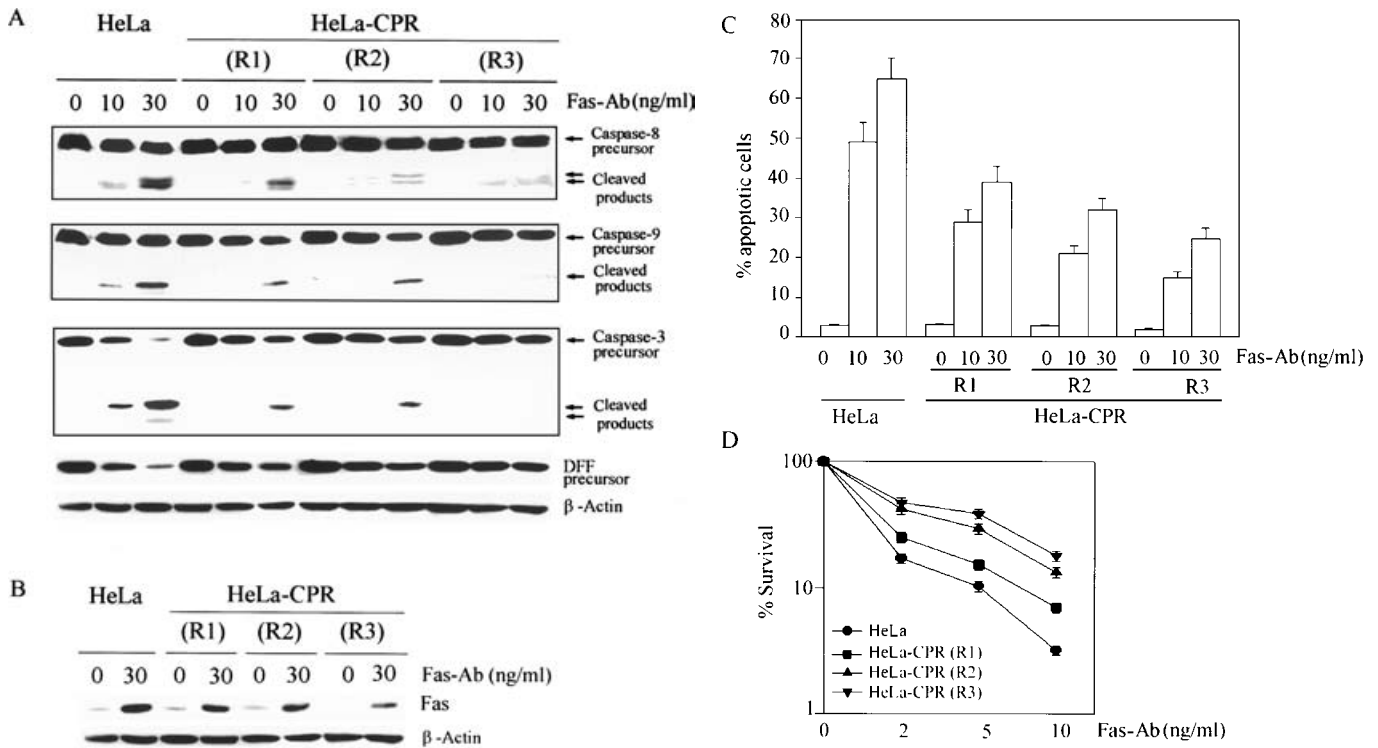 A
HeLa
HeLa-CPR
(R1) (R2) (R3)
0 10 30 0 10 30 0 10 30 0 10 30 Fas-Ab(ng/ml)
Caspase-8
precursor
Cleaved
products
Caspase-9
precursor
Cleaved
products
Caspase-3
precursor
Cleaved
products
DFF
precursor
β-Actin
B
HeLa
HeLa-CPR
(R1) (R2) (R3)
0 30 0 30 0 30 0 30 Fas-Ab (ng/ml)
Fas
β-Actin
C
80
70
60
50
40
30
20
10
0
% apoptotic cells
0 10 30 0 10 30 0 10 30 0 10 30 Fas-Ab(ng/ml)
R1 R2 R3
HeLa HeLa-CPR
D
100
10
1
% Survival
HeLa
HeLa-CPR (R1)
HeLa-CPR (R2)
HeLa-CPR (R3)
0 2 5 10 Fas-Ab(ng/ml)